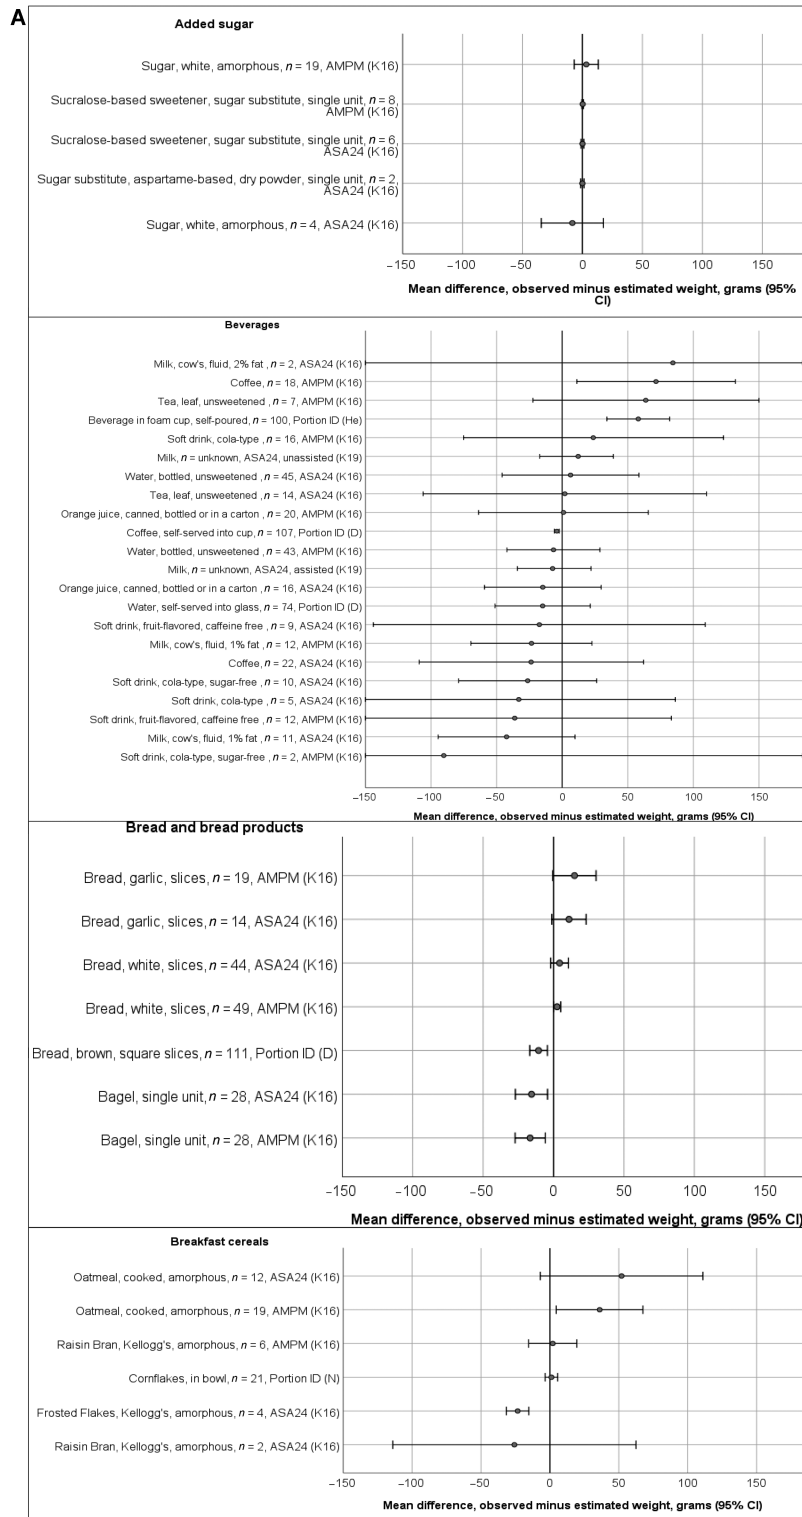 A
Added sugar
Sugar, white, amorphous, n = 19, AMPM (K16)
Sucralose-based sweetener, sugar substitute, single unit, n = 8,
AMPM (K16)
Sucralose-based sweetener, sugar substitute, single unit, n = 6,
ASA24 (K16)
Sugar substitute, aspartame-based, dry powder, single unit, n = 2,
ASA24 (K16)
Sugar, white, amorphous, n = 4, ASA24 (K16)
−150 −100 −50 0 50 100 150
Mean difference, observed minus estimated weight, grams (95%
CI)
Beverages
Milk, cow's, fluid, 2% fat , n = 2, ASA24 (K16)
Coffee, n = 18, AMPM (K16)
Tea, leaf, unsweetened , n = 7, AMPM (K16)
Beverage in foam cup, self-poured, n = 100, Portion ID (He)
Soft drink, cola-type , n = 16, AMPM (K16)
Milk, n = unknown, ASA24, unassisted (K19)
Water, bottled, unsweetened , n = 45, ASA24 (K16)
Tea, leaf, unsweetened , n = 14, ASA24 (K16)
Orange juice, canned, bottled or in a carton , n = 20, AMPM (K16)
Coffee, self-served into cup, n = 107, Portion ID (D)
Water, bottled, unsweetened , n = 43, AMPM (K16)
Milk, n = unknown, ASA24, assisted (K19)
Orange juice, canned, bottled or in a carton , n = 16, ASA24 (K16)
Water, self-served into glass, n = 74, Portion ID (D)
Soft drink, fruit-flavored, caffeine free , n = 9, ASA24 (K16)
Milk, cow's, fluid, 1% fat , n = 12, AMPM (K16)
Coffee, n = 22, ASA24 (K16)
Soft drink, cola-type, sugar-free , n = 10, ASA24 (K16)
Soft drink, cola-type , n = 5, ASA24 (K16)
Soft drink, fruit-flavored, caffeine free , n = 12, AMPM (K16)
Milk, cow's, fluid, 1% fat , n = 11, ASA24 (K16)
Soft drink, cola-type, sugar-free , n = 2, AMPM (K16)
−150 −100 −50 0 50 100 150
Mean difference, observed minus estimated weight, grams (95% CI)
Bread and bread products
Bread, garlic, slices, n = 19, AMPM (K16)
Bread, garlic, slices, n = 14, ASA24 (K16)
Bread, white, slices, n = 44, ASA24 (K16)
Bread, white, slices, n = 49, AMPM (K16)
Bread, brown, square slices, n = 111, Portion ID (D)
Bagel, single unit, n = 28, ASA24 (K16)
Bagel, single unit, n = 28, AMPM (K16)
−150 −100 −50 0 50 100 150
Mean difference, observed minus estimated weight, grams (95% CI)
Breakfast cereals
Oatmeal, cooked, amorphous, n = 12, ASA24 (K16)
Oatmeal, cooked, amorphous, n = 19, AMPM (K16)
Raisin Bran, Kellogg's, amorphous, n = 6, AMPM (K16)
Cornflakes, in bowl, n = 21, Portion ID (N)
Frosted Flakes, Kellogg's, amorphous, n = 4, ASA24 (K16)
Raisin Bran, Kellogg's, amorphous, n = 2, ASA24 (K16)
−150 −100 −50 0 50 100 150
Mean difference, observed minus estimated weight, grams (95% CI)